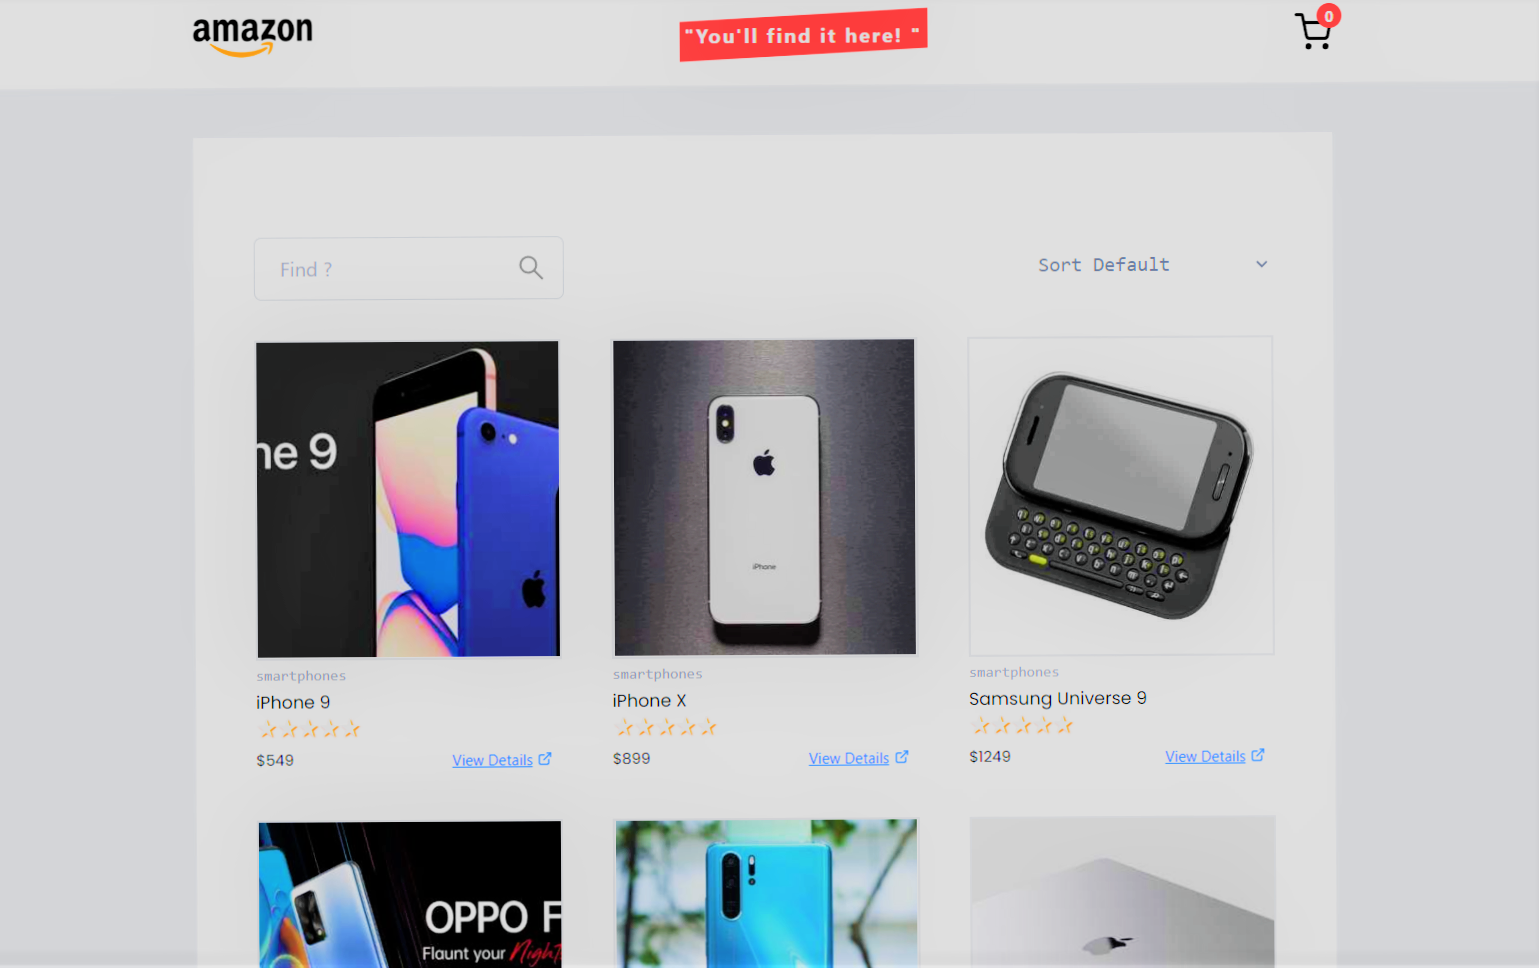 amazon
"You'll find it here! "
0
Find ?
Sort Default
ne 9
iPhone
smartphones
iPhone 9
$549
View Details
smartphones
iPhone X
$899
View Details
smartphones
Samsung Universe 9
$1249
View Details
OPPO F
Flaunt your Night